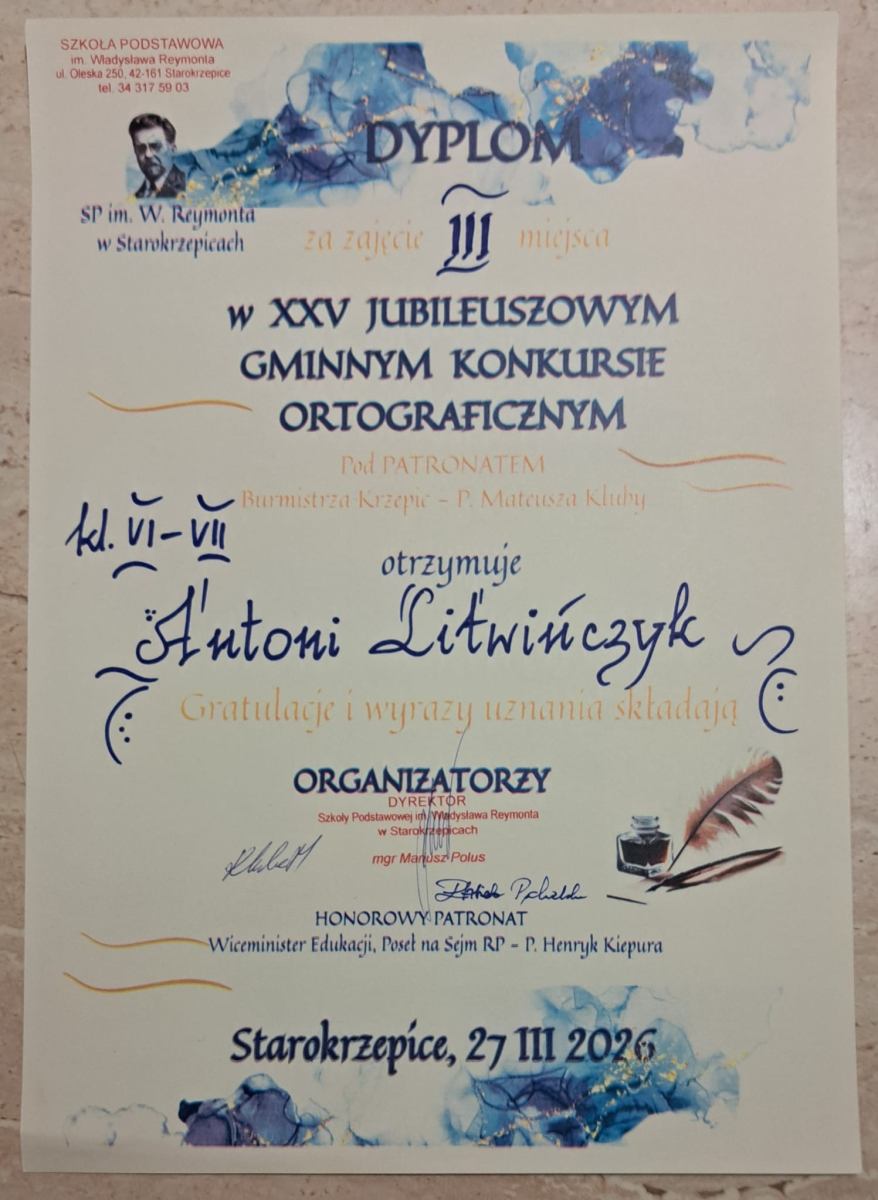 SZKOŁA PODSTAWOWA
im. Władysława Reymonta
ul. Oleska 250, 42-161 Starokrzepice
tel. 34 317 59 03
SP im. W. Reymonta
w Starokrzepicach
DYPLOM
za zajęcie III miejsca
w XXV JUBILEUSZOWYM
GMINNYM KONKURSIE
ORTOGRAFICZNYM
Pod PATRONATEM
Burmistrza Krzepic – P. Mateusza Kluby
kl. VI-VII
otrzymuje
Antoni Litwińczyk
Gratulacje i wyrazy uznania składają
ORGANIZATORZY
DYREKTOR
Szkoły Podstawowej im. Władysława Reymonta
w Starokrzepicach
mgr Mariusz Polus
HONOROWY PATRONAT
Wiceminister Edukacji, Poseł na Sejm RP – P. Henryk Kiepura
Starokrzepice, 27 III 2026